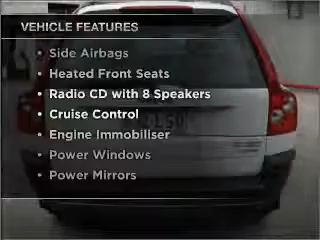 VEHICLE FEATURES
• Side Airbags
• Heated Front Seats
• Radio CD with 8 Speakers
• Cruise Control
• Engine Immobiliser
• Power Windows
• Power Mirrors